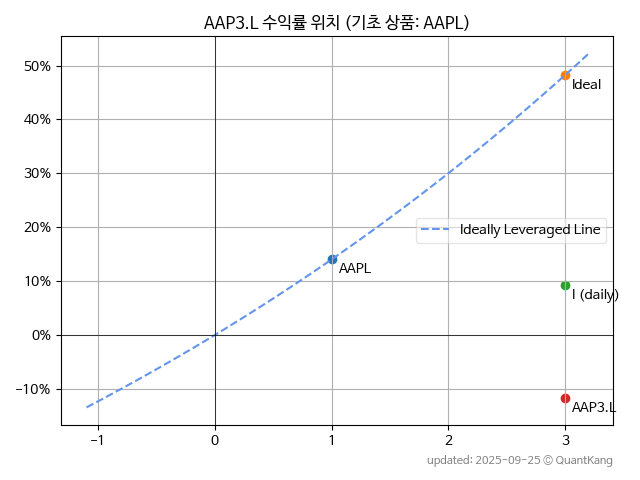 AAP3.L 수익률 위치 (기초 상품: AAPL)
50%
40%
30%
20%
10%
0%
−10%
Ideal
Ideally Leveraged Line
AAPL
I (daily)
AAP3.L
−1
0
1
2
3
updated: 2025-09-25 © QuantKang